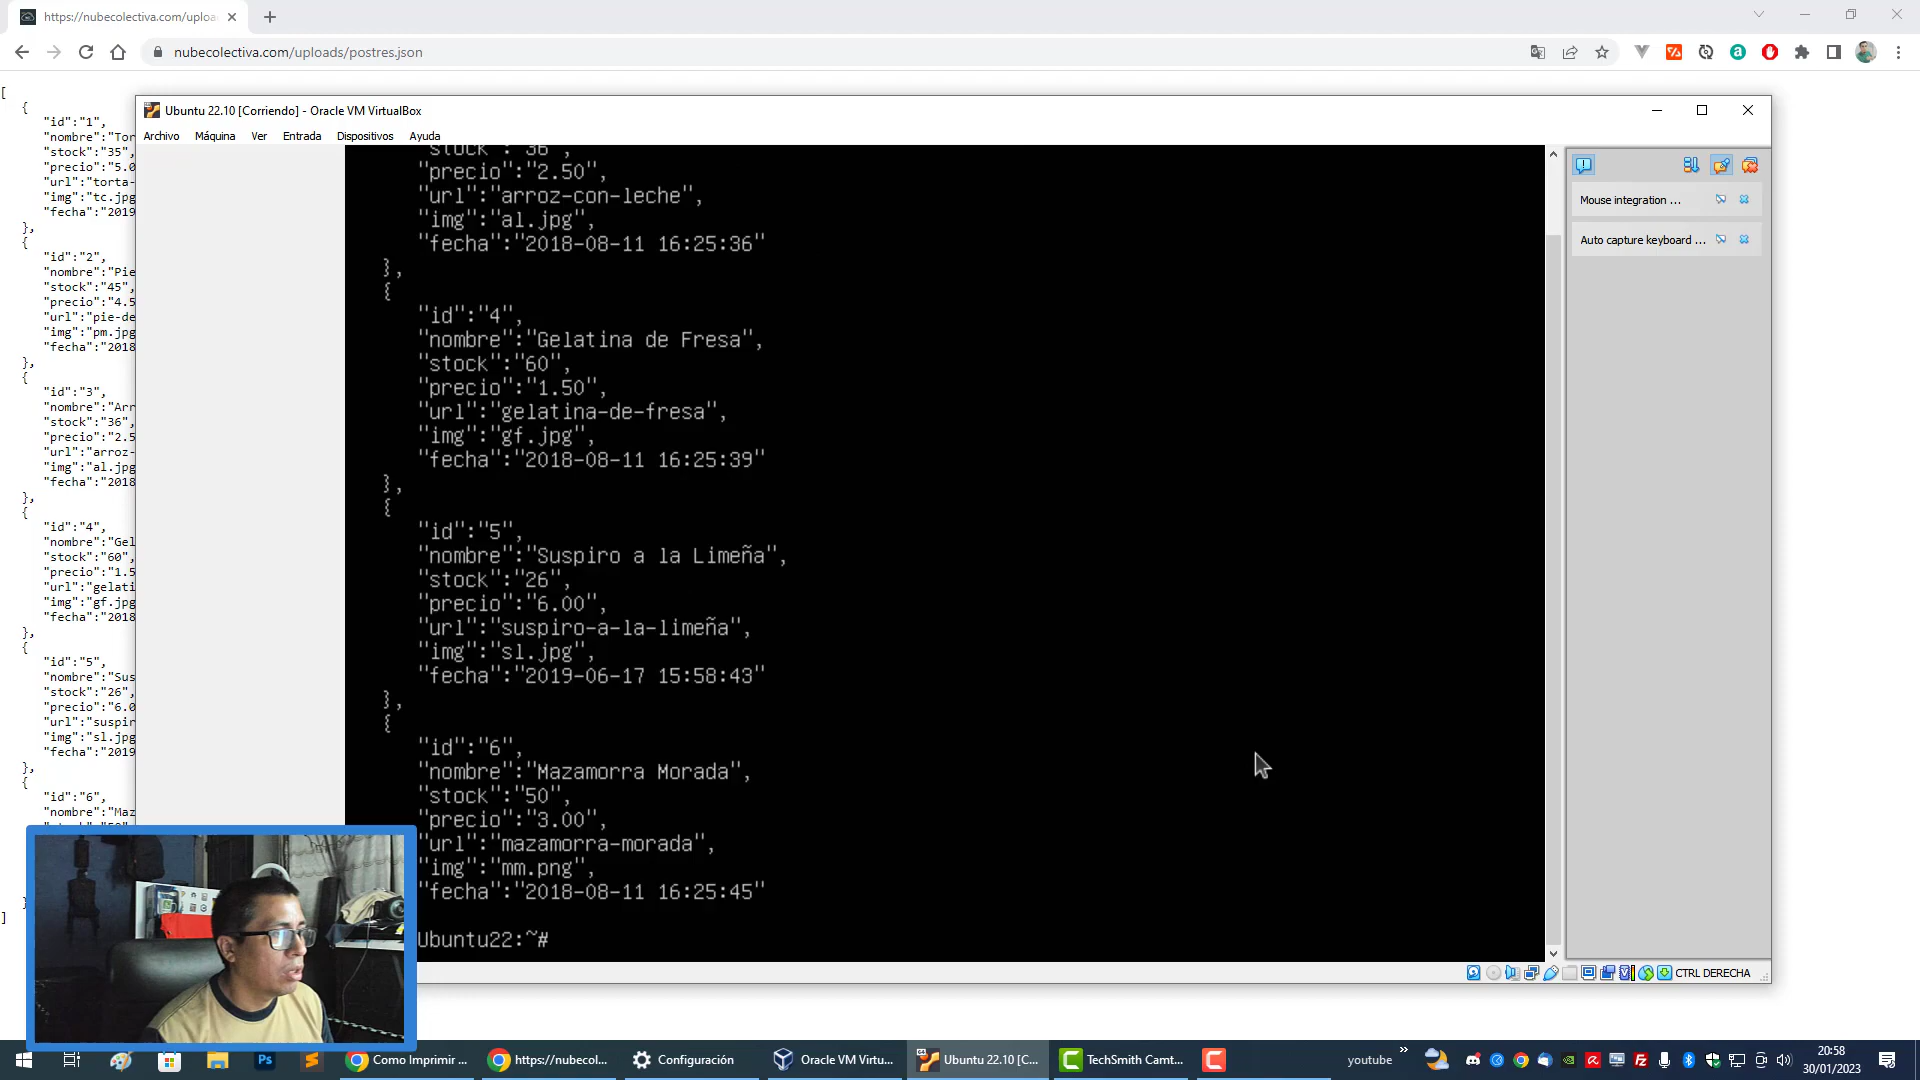 https://nubecolectiva.com/uploa
nubecolectiva.com/uploads/postres.json
[
{
"id":"1",
"nombre":"Tor
"stock":"35",
"precio":"5.0
"url":"torta-
"img":"tc.jpg
"fecha":"2019
},
{
"id":"2",
"nombre":"Pie
"stock":"45",
"precio":"4.5
"url":"pie-de
"img":"pm.jpg
"fecha":"2018
},
{
"id":"3",
"nombre":"Arr
"stock":"36",
"precio":"2.5
"url":"arroz-
"img":"al.jpg
"fecha":"2018
},
{
"id":"4",
"nombre":"Gel
"stock":"60",
"precio":"1.5
"url":"gelati
"img":"gf.jpg
"fecha":"2018
},
{
"id":"5",
"nombre":"Sus
"stock":"26",
"precio":"6.0
"url":"suspir
"img":"sl.jpg
"fecha":"2019
},
{
"id":"6",
"nombre":"Maz
}
]
Ubuntu 22.10 [Corriendo] - Oracle VM VirtualBox
Archivo Máquina Ver Entrada Dispositivos Ayuda
"stock":"36",
"precio":"2.50",
"url":"arroz-con-leche",
"img":"al.jpg",
"fecha":"2018-08-11 16:25:36"
},
{
"id":"4",
"nombre":"Gelatina de Fresa",
"stock":"60",
"precio":"1.50",
"url":"gelatina-de-fresa",
"img":"gf.jpg",
"fecha":"2018-08-11 16:25:39"
},
{
"id":"5",
"nombre":"Suspiro a la Limeña",
"stock":"26",
"precio":"6.00",
"url":"suspiro-a-la-limeña",
"img":"sl.jpg",
"fecha":"2019-06-17 15:58:43"
},
{
"id":"6",
"nombre":"Mazamorra Morada",
"stock":"50",
"precio":"3.00",
"url":"mazamorra-morada",
"img":"mm.png",
"fecha":"2018-08-11 16:25:45"
Ubuntu22:~#
Mouse integration ...
Auto capture keyboard ...
CTRL DERECHA
Como Imprimir ...
https://nubecol...
Configuración
Oracle VM Virtu...
Ubuntu 22.10 [C...
TechSmith Camt...
youtube
20:58
30/01/2023